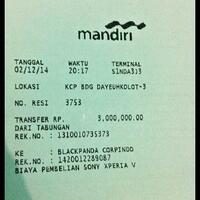 mandiri
TANGGAL WAKTU TERMINAL
02/12/14 20:17 S1NDA313
LOKASI KCP BDG DAYEUHKOLOT-3
NO. RESI 3753
TRANSFER RP. 3,000,000.00
DARI TABUNGAN
REK.NO. : 1310010735373
KE : BLACKPANDA CORPINDO
REK.NO. : 1420012289087
BIAYA PEMBELIAN SONY XPERIA V